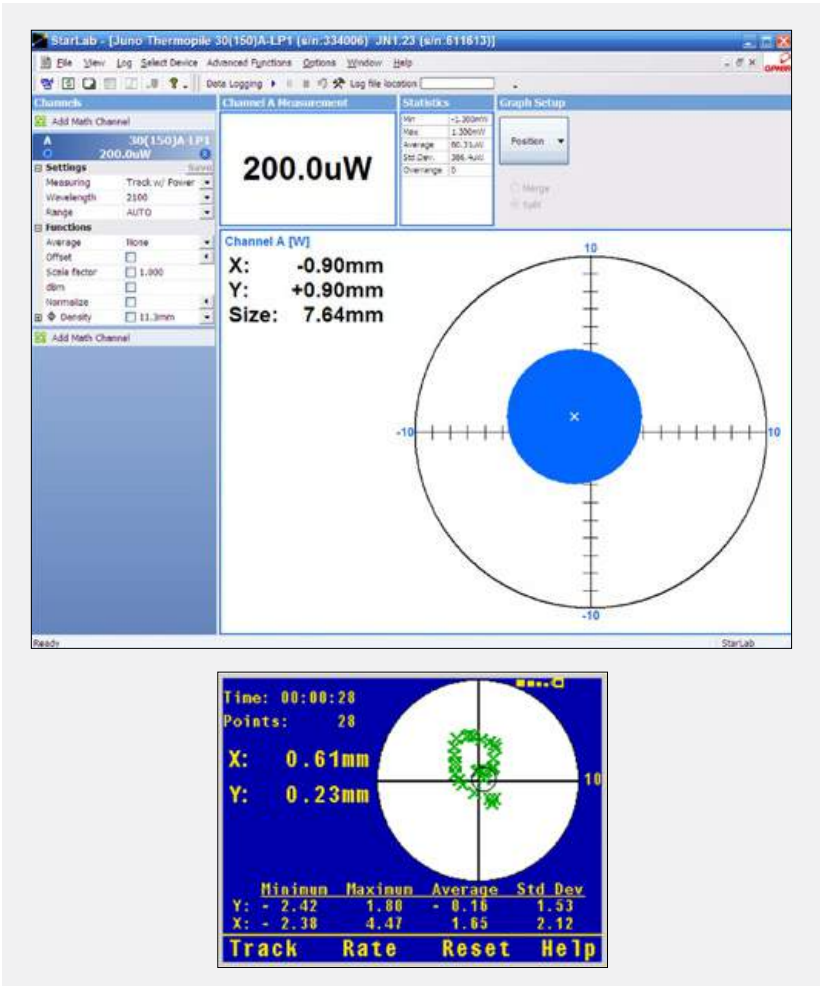 StarLab - [Juno Thermopile 30(150)A-LP1 (s/n:334006) JN1.23 (s/n:611613)]
File View Log Select Device Advanced Functions Options Window Help
OPHIR
Data Logging Log file location
Channels
Add Math Channel
A 30(150)A-LP1
200.0uW
Settings Save
Measuring Track w/ Power
Wavelength 2100
Range AUTO
Functions
Average None
Offset
Scale factor 1.000
dBm
Normalize
Density 11.3mm
Add Math Channel
Channel A Measurement
200.0uW
Statistics
Min -1.300mW
Max 1.300mW
Average 60.31uW
Std.Dev. 386.4uW
Overrange 0
Graph Setup
Position
Merge
Split
Channel A [W]
X: -0.90mm
Y: +0.90mm
Size: 7.64mm
10
-10 10
-10
Ready StarLab
Time: 00:00:28
Points: 28
X: 0.61mm
Y: 0.23mm
10
Minimum Maximum Average Std Dev
Y: - 2.42 1.80 - 0.16 1.53
X: - 2.38 4.47 1.65 2.12
Track Rate Reset Help